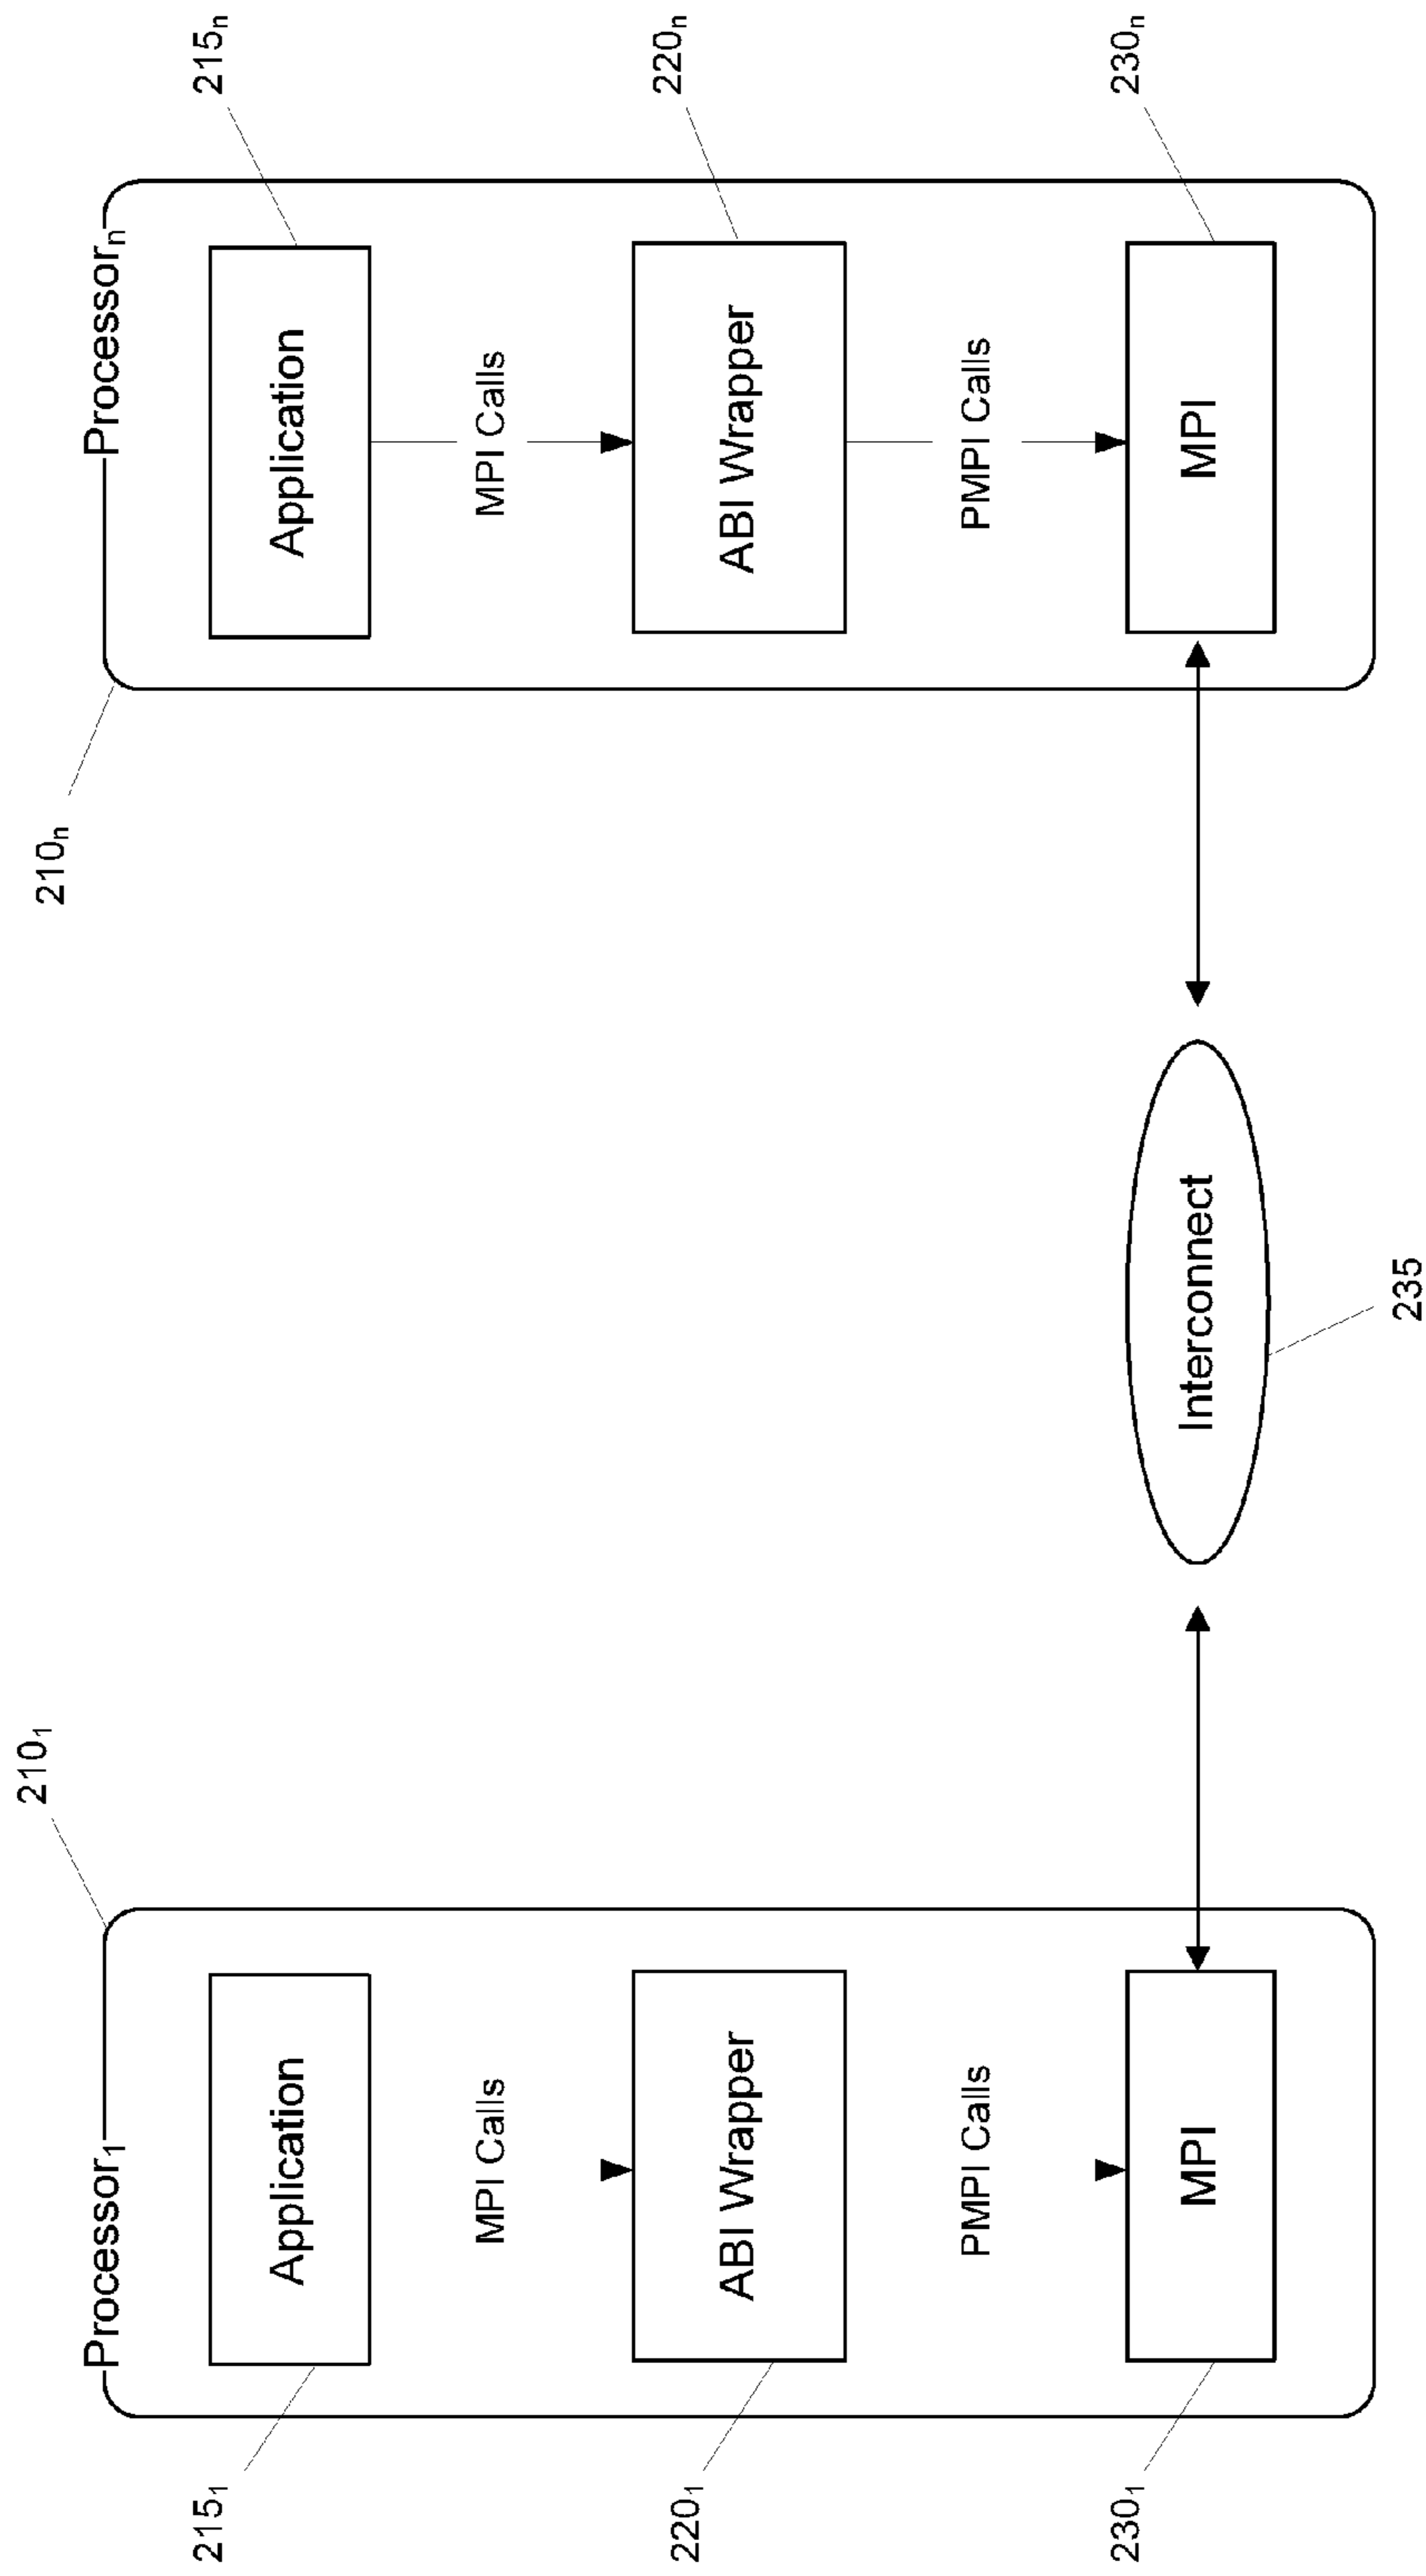 210₁
210ₙ
Processor₁
Processorₙ
215₁
Application
Application
215ₙ
MPI Calls
MPI Calls
220₁
ABI Wrapper
ABI Wrapper
220ₙ
PMPI Calls
PMPI Calls
230₁
MPI
Interconnect
MPI
230ₙ
235